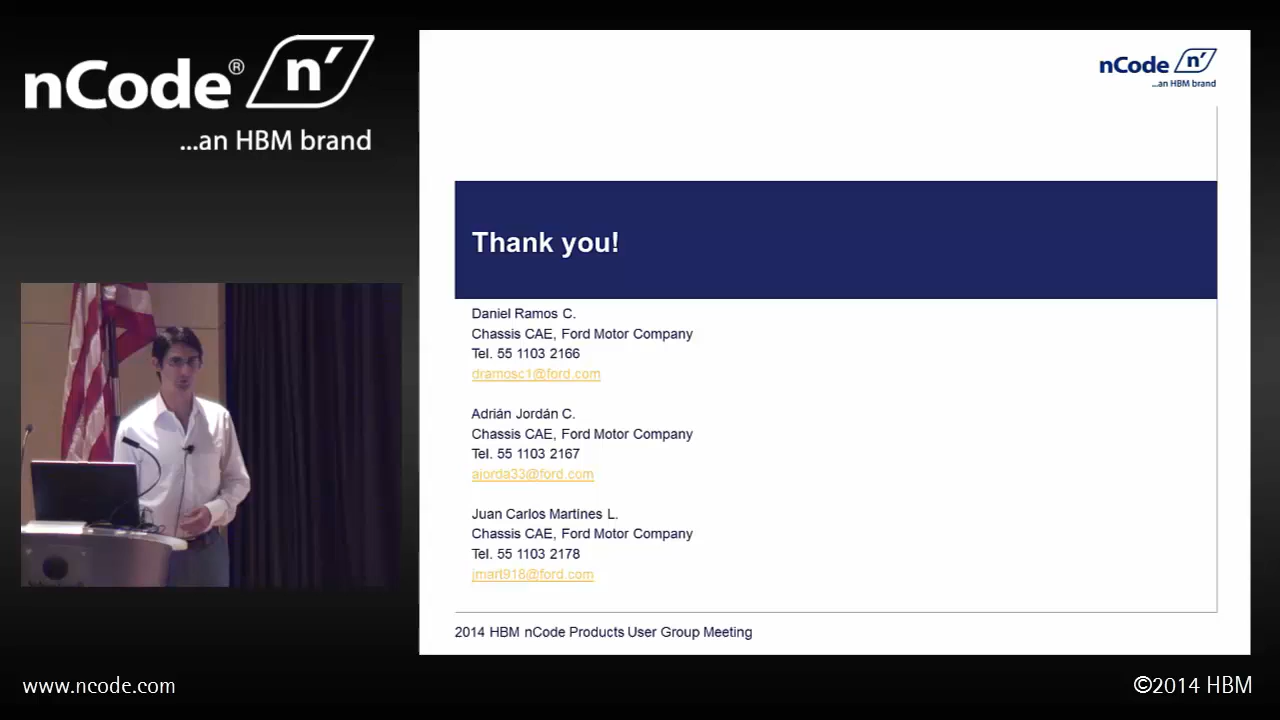 nCode® n'
...an HBM brand
nCode n'
...an HBM brand
Thank you!
Daniel Ramos C.
Chassis CAE, Ford Motor Company
Tel. 55 1103 2166
dramosc1@ford.com
Adrián Jordán C.
Chassis CAE, Ford Motor Company
Tel. 55 1103 2167
ajorda33@ford.com
Juan Carlos Martines L.
Chassis CAE, Ford Motor Company
Tel. 55 1103 2178
jmart918@ford.com
2014 HBM nCode Products User Group Meeting
www.ncode.com
©2014 HBM